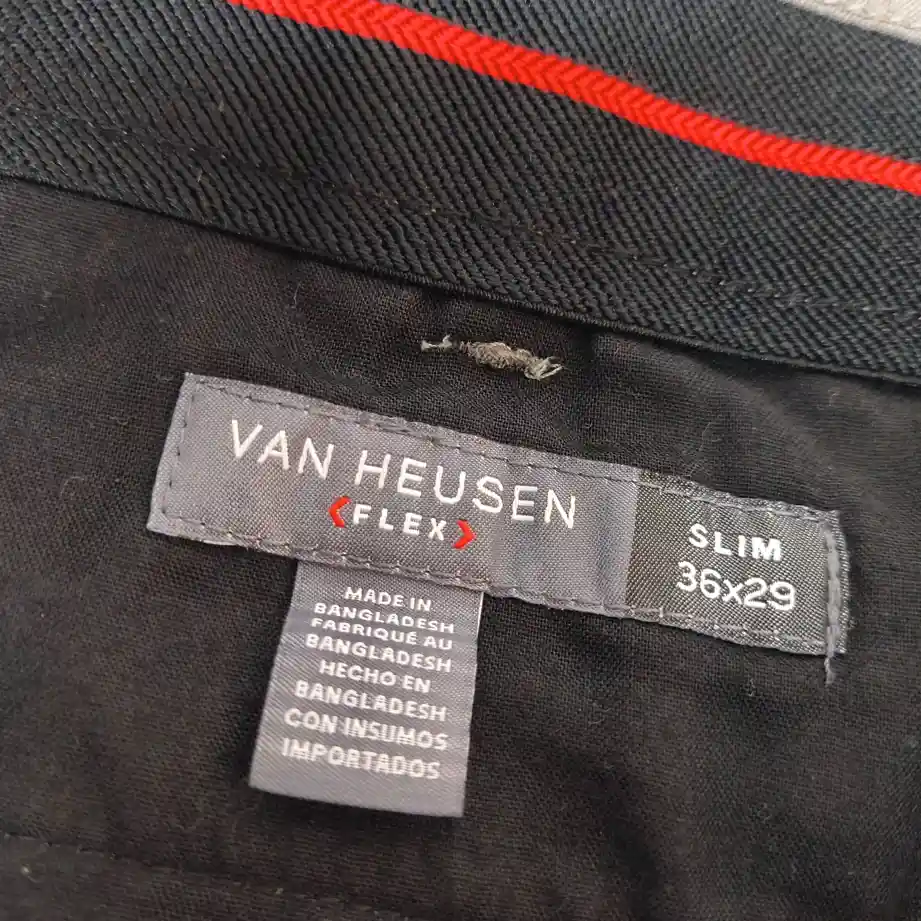 VAN HEUSEN
FLEX
SLIM
36x29
MADE IN
BANGLADESH
FABRIQUÉ AU
BANGLADESH
HECHO EN
BANGLADESH
CON INSUMOS
IMPORTADOS